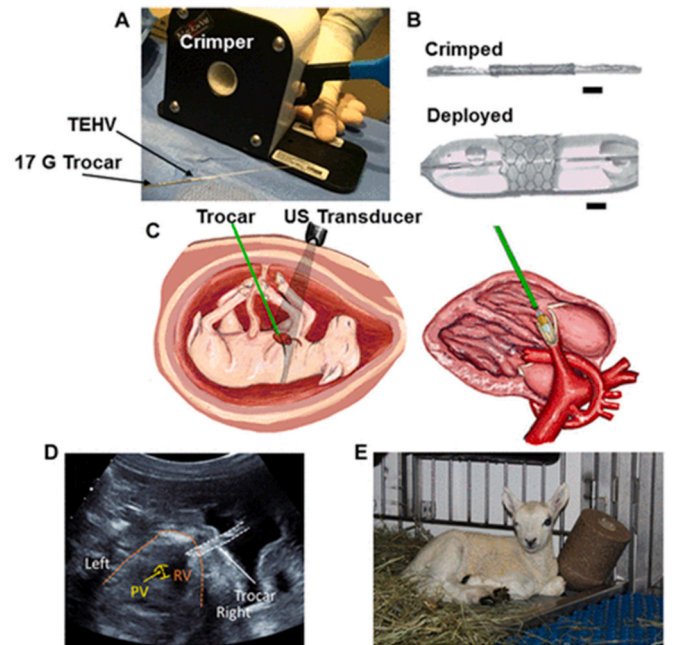 A
Crimper
TEHV
17 G Trocar
B
Crimped
Deployed
C
Trocar
US Transducer
D
Left
PV
RV
Trocar
Right
E